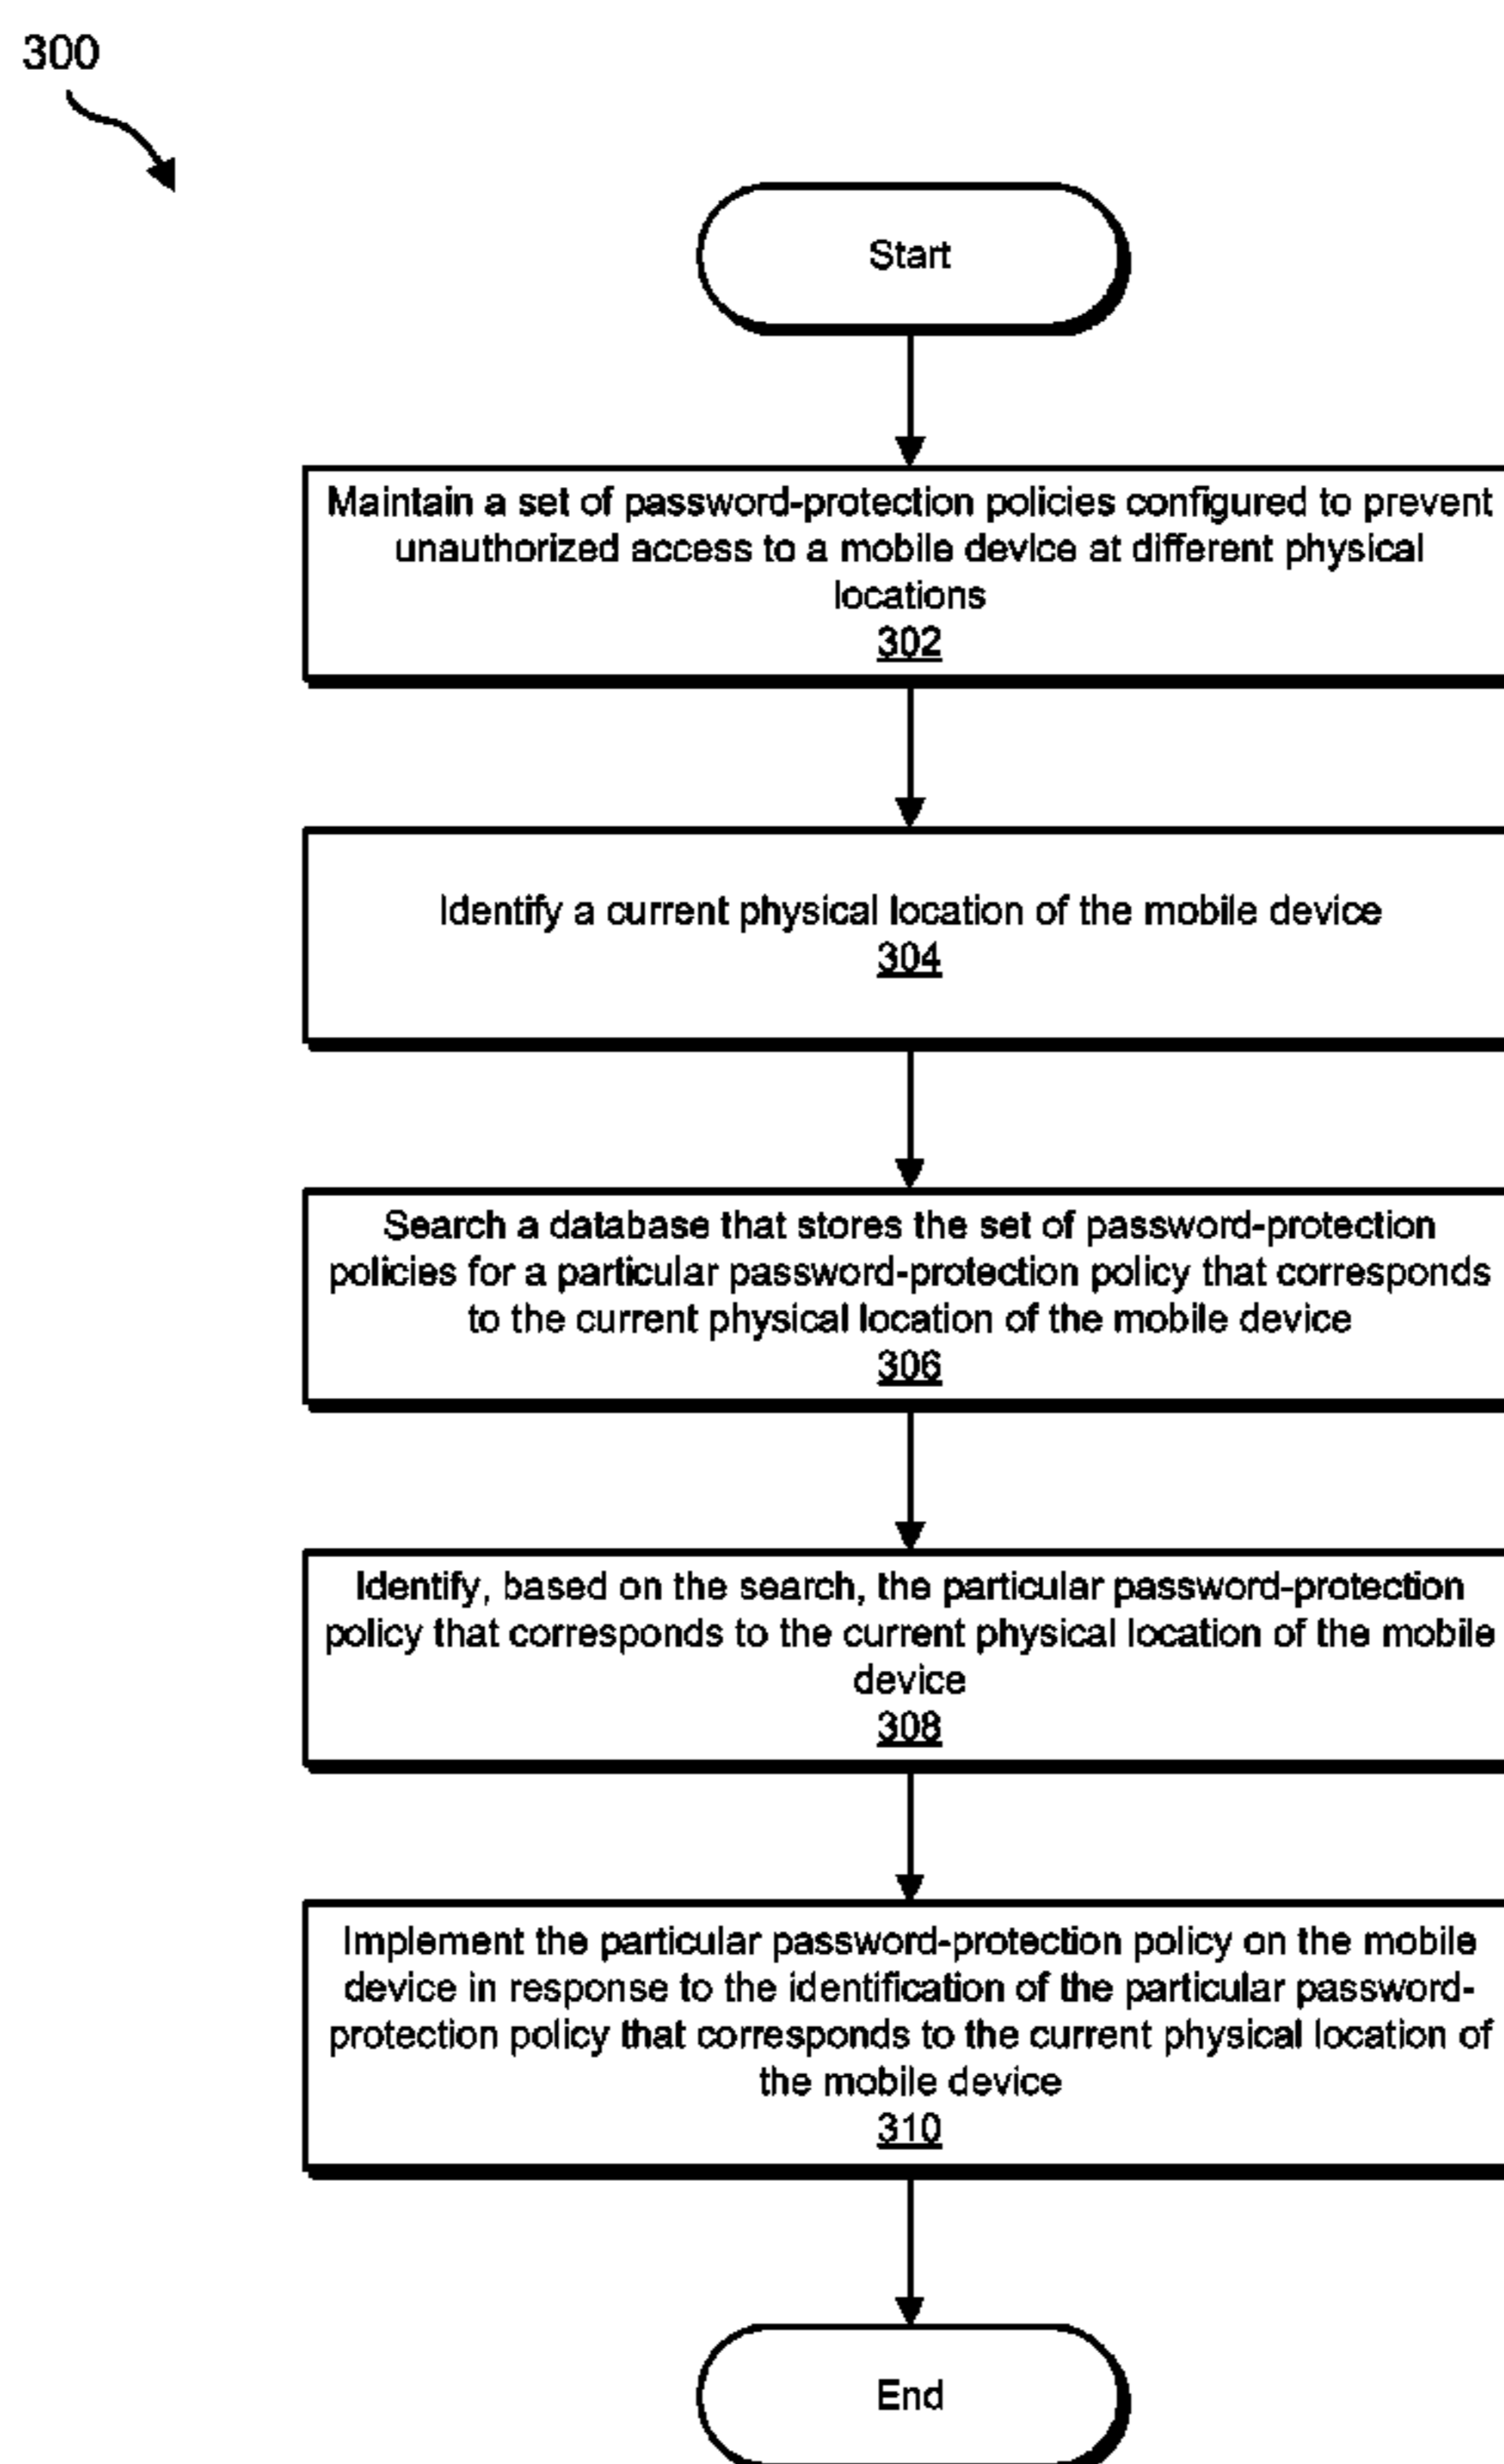 300
Start
Maintain a set of password-protection policies configured to prevent
unauthorized access to a mobile device at different physical
locations
302
Identify a current physical location of the mobile device
304
Search a database that stores the set of password-protection
policies for a particular password-protection policy that corresponds
to the current physical location of the mobile device
306
Identify, based on the search, the particular password-protection
policy that corresponds to the current physical location of the mobile
device
308
Implement the particular password-protection policy on the mobile
device in response to the identification of the particular password-
protection policy that corresponds to the current physical location of
the mobile device
310
End